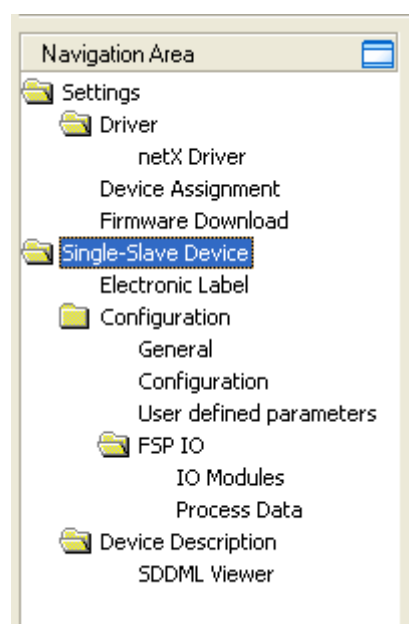 Navigation Area
Settings
Driver
netX Driver
Device Assignment
Firmware Download
Single-Slave Device
Electronic Label
Configuration
General
Configuration
User defined parameters
FSP IO
IO Modules
Process Data
Device Description
SDDML Viewer